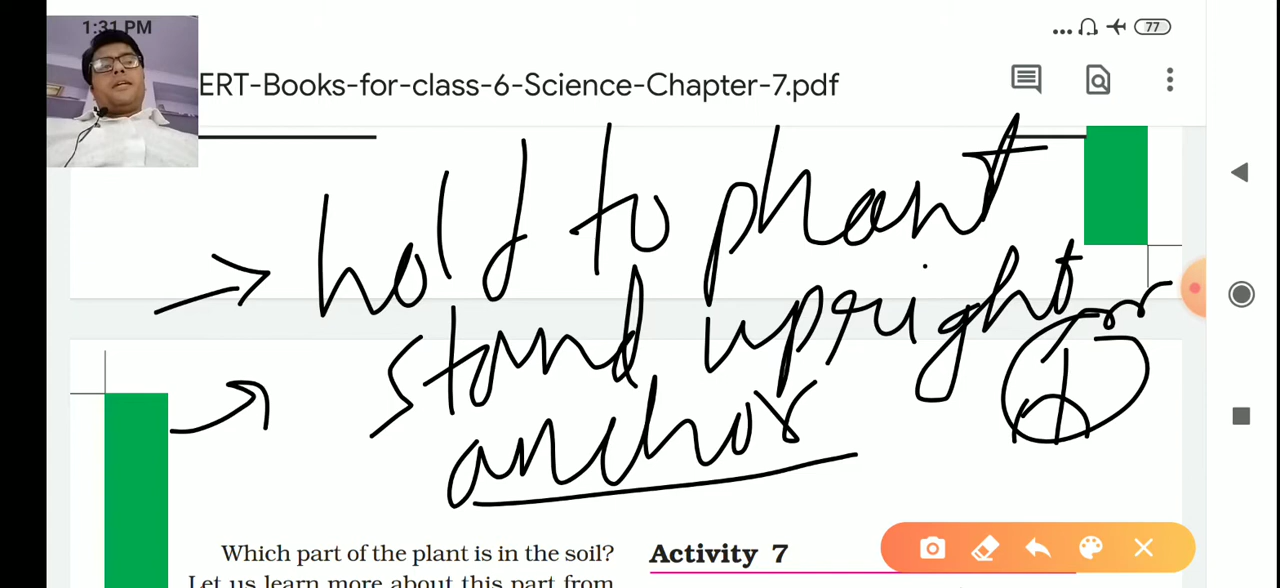 1:31 PM
77
ERT-Books-for-class-6-Science-Chapter-7.pdf
hold to phant
stand upright
anchor
Which part of the plant is in the soil?
Activity 7
Let us learn more about this part from